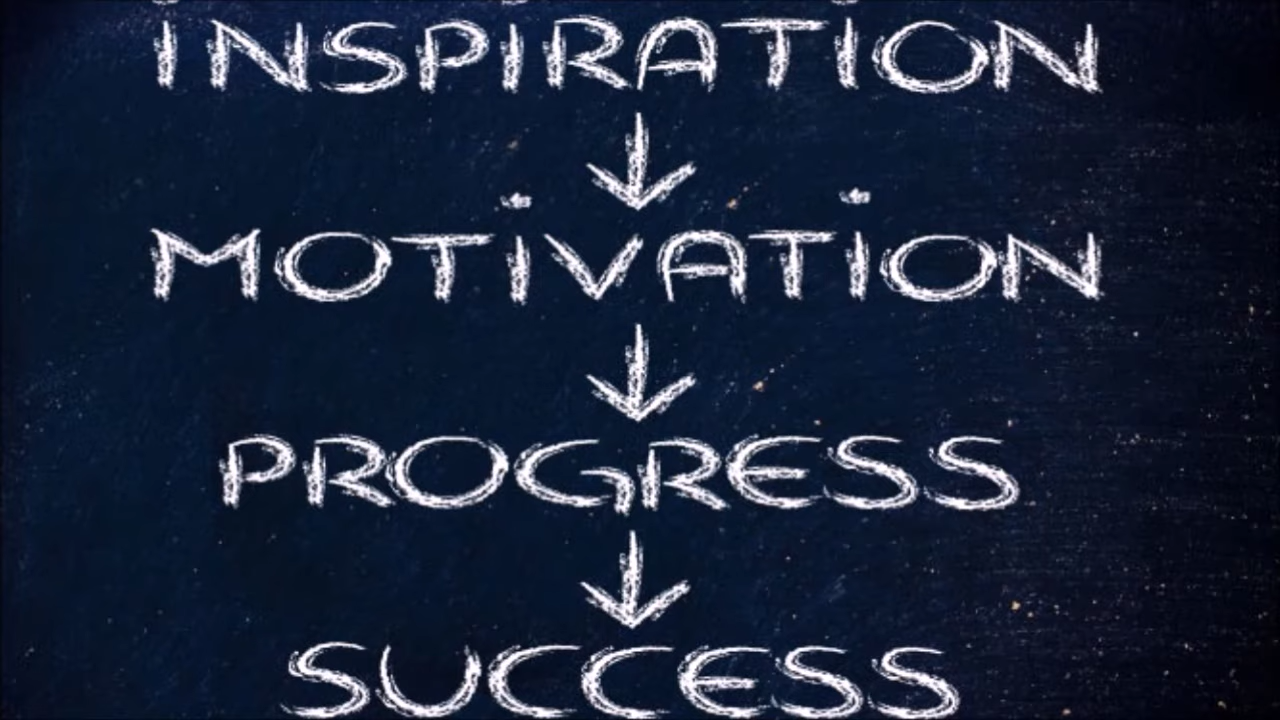 iNSPiRATiON
↓
MOTiVATiON
↓
PROGRESS
↓
SUCCESS